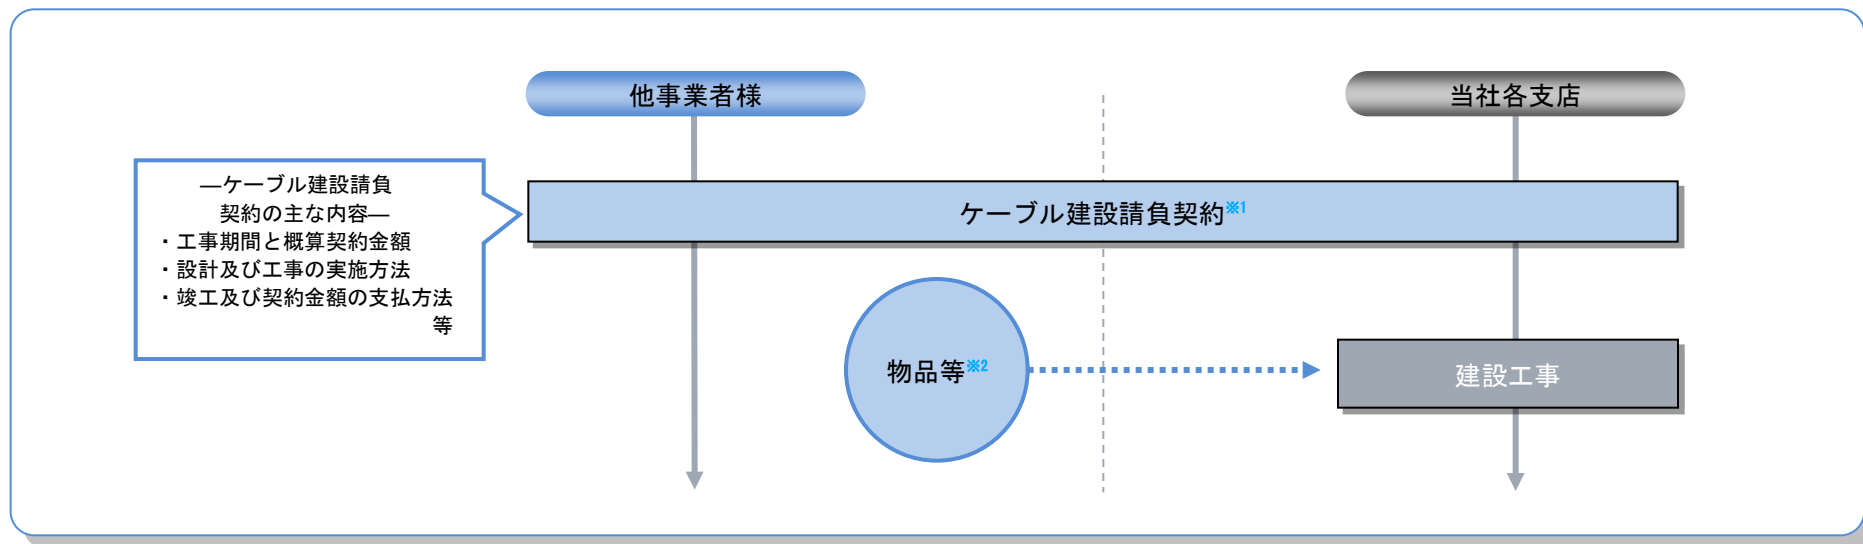 他事業者様
当社各支店
―ケーブル建設請負
契約の主な内容―
・工事期間と概算契約金額
・設計及び工事の実施方法
・竣工及び契約金額の支払方法
等
ケーブル建設請負契約※1
物品等※2
建設工事